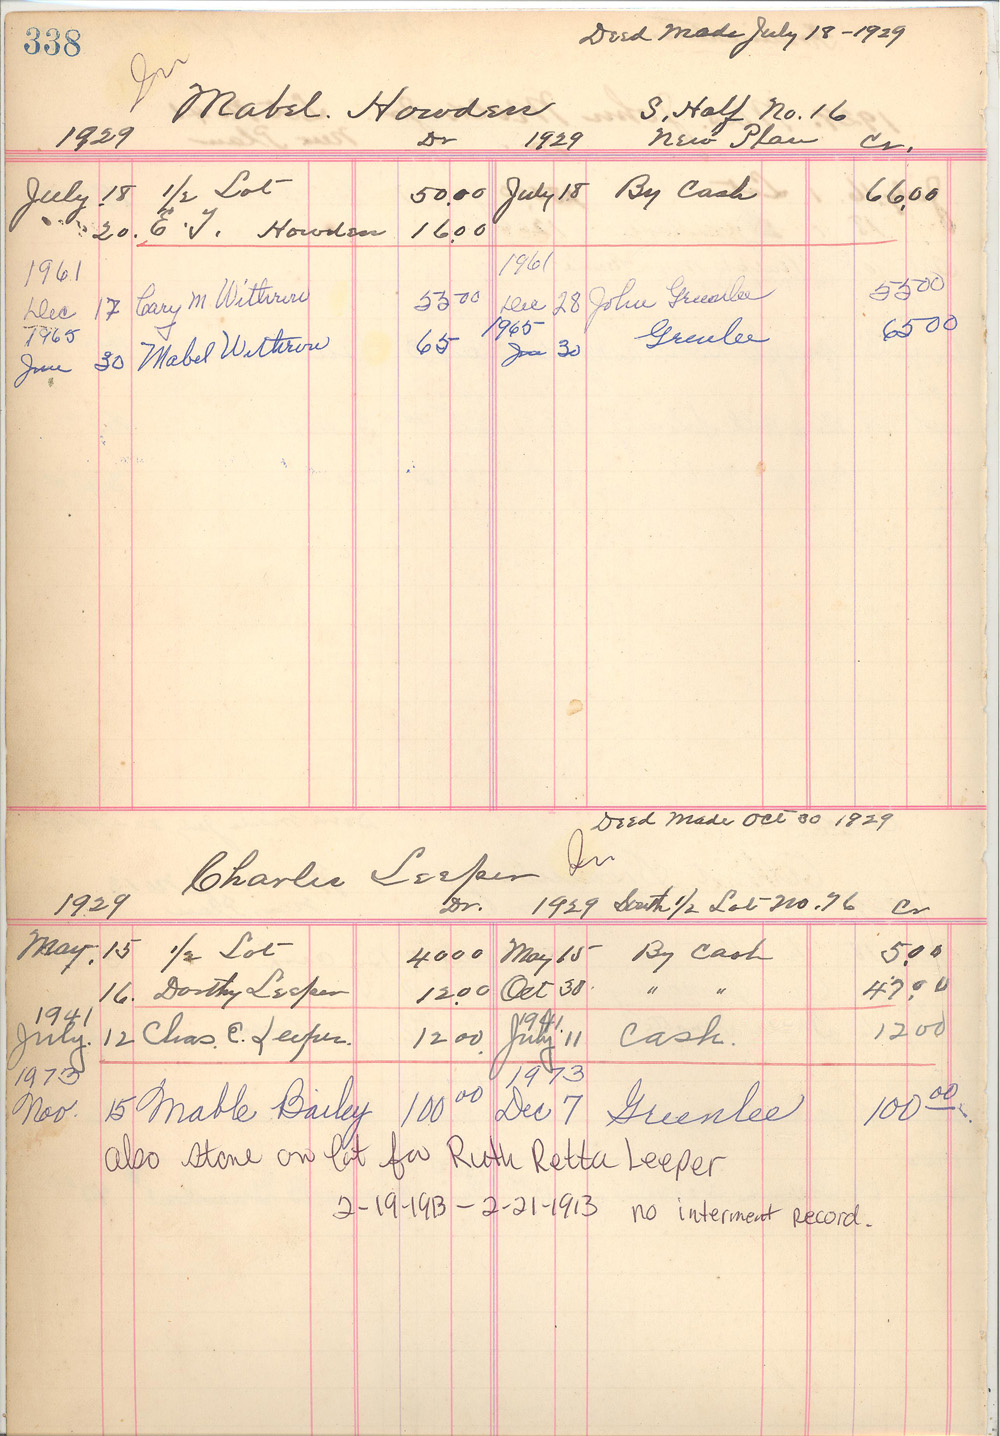 338
Deed Made July 18-1929
Mabel. Howden S. Half No. 16
1929 Dr 1929 New Plan Cr.
July 18 1/2 Lot 50.00 July 18 By Cash 66.00
" 20. E. T. Howden 16.00
1961 1961
Dec 17 Cary M Withrow 55 00 Dec 28 John Greenlee 55 00
1965 1965
June 30 Mabel Withrow 65 June 30 Greenlee 65 00
Deed Made Oct 30 1929
Charlie Leeper
1929 Dr. 1929 South 1/2 Lot No. 76 Cr
May. 15 1/2 Lot 40 00 May 15 By Cash 5.00
16. Dorthy Leeper 12.00 Oct 30. " " 47.00
1941 1941
July. 12 Chas. C. Leeper. 12 00. July 11 Cash. 12 00
1973 1973
Nov. 15 Mable Bailey 100 00 Dec 7 Greenlee 100 00
also stone on lot for Ruth Retta Leeper
2-19-1913 - 2-21-1913 no interment record.